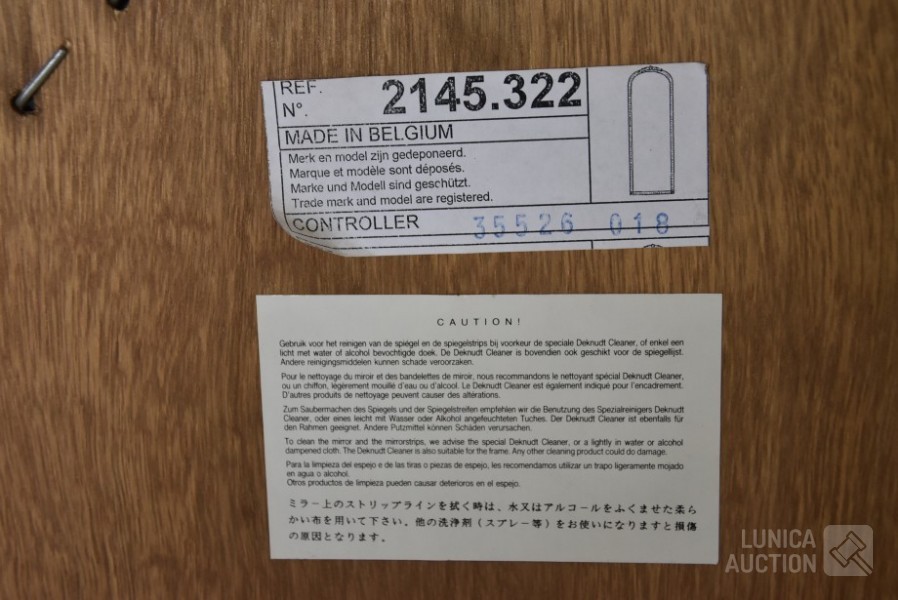 REF.
N°. 2145.322
MADE IN BELGIUM
Merk en model zijn gedeponeerd.
Marque et modèle sont déposés.
Marke und Modell sind geschützt.
Trade mark and model are registered.
CONTROLLER 35526 018
CAUTION!
Gebruik voor het reinigen van de spiegel en de spiegelstrips bij voorkeur de speciale Deknudt Cleaner, of enkel een
licht met water of alcohol bevochtigde doek. De Deknudt Cleaner is bovendien ook geschikt voor de spiegellijst.
Andere reinigingsmiddelen kunnen schade veroorzaken.
Pour le nettoyage du miroir et des bandelettes de miroir, nous recommandons le nettoyant spécial Deknudt Cleaner,
ou un chiffon, légèrement mouillé d'eau ou d'alcool. Le Deknudt Cleaner est également indiqué pour l'encadrement.
D'autres produits de nettoyage peuvent causer des altérations.
Zum Saubermachen des Spiegels und der Spiegelstreifen empfehlen wir die Benutzung des Spezialreinigers Deknudt
Cleaner, oder eines leicht mit Wasser oder Alkohol angefeuchteten Tuches. Der Deknudt Cleaner ist ebenfalls für
den Rahmen geeignet. Andere Putzmittel können Schäden verursachen.
To clean the mirror and the mirrorstrips, we advise the special Deknudt Cleaner, or a lightly in water or alcohol
dampened cloth. The Deknudt Cleaner is also suitable for the frame. Any other cleaning product could do damage.
Para la limpieza del espejo e de las tiras o piezas de espejo, les recomendamos utilizar un trapo ligeramente mojado
en agua o alcohol.
Otros productos de limpieza pueden causar deterioros en el espejo.
ミラー上のストリップラインを拭く時は、水又はアルコールをふくませた柔ら
かい布を用いて下さい。他の洗浄剤（スプレー等）をお使いになりますと損傷
の原因となります。
LUNICA
AUCTION